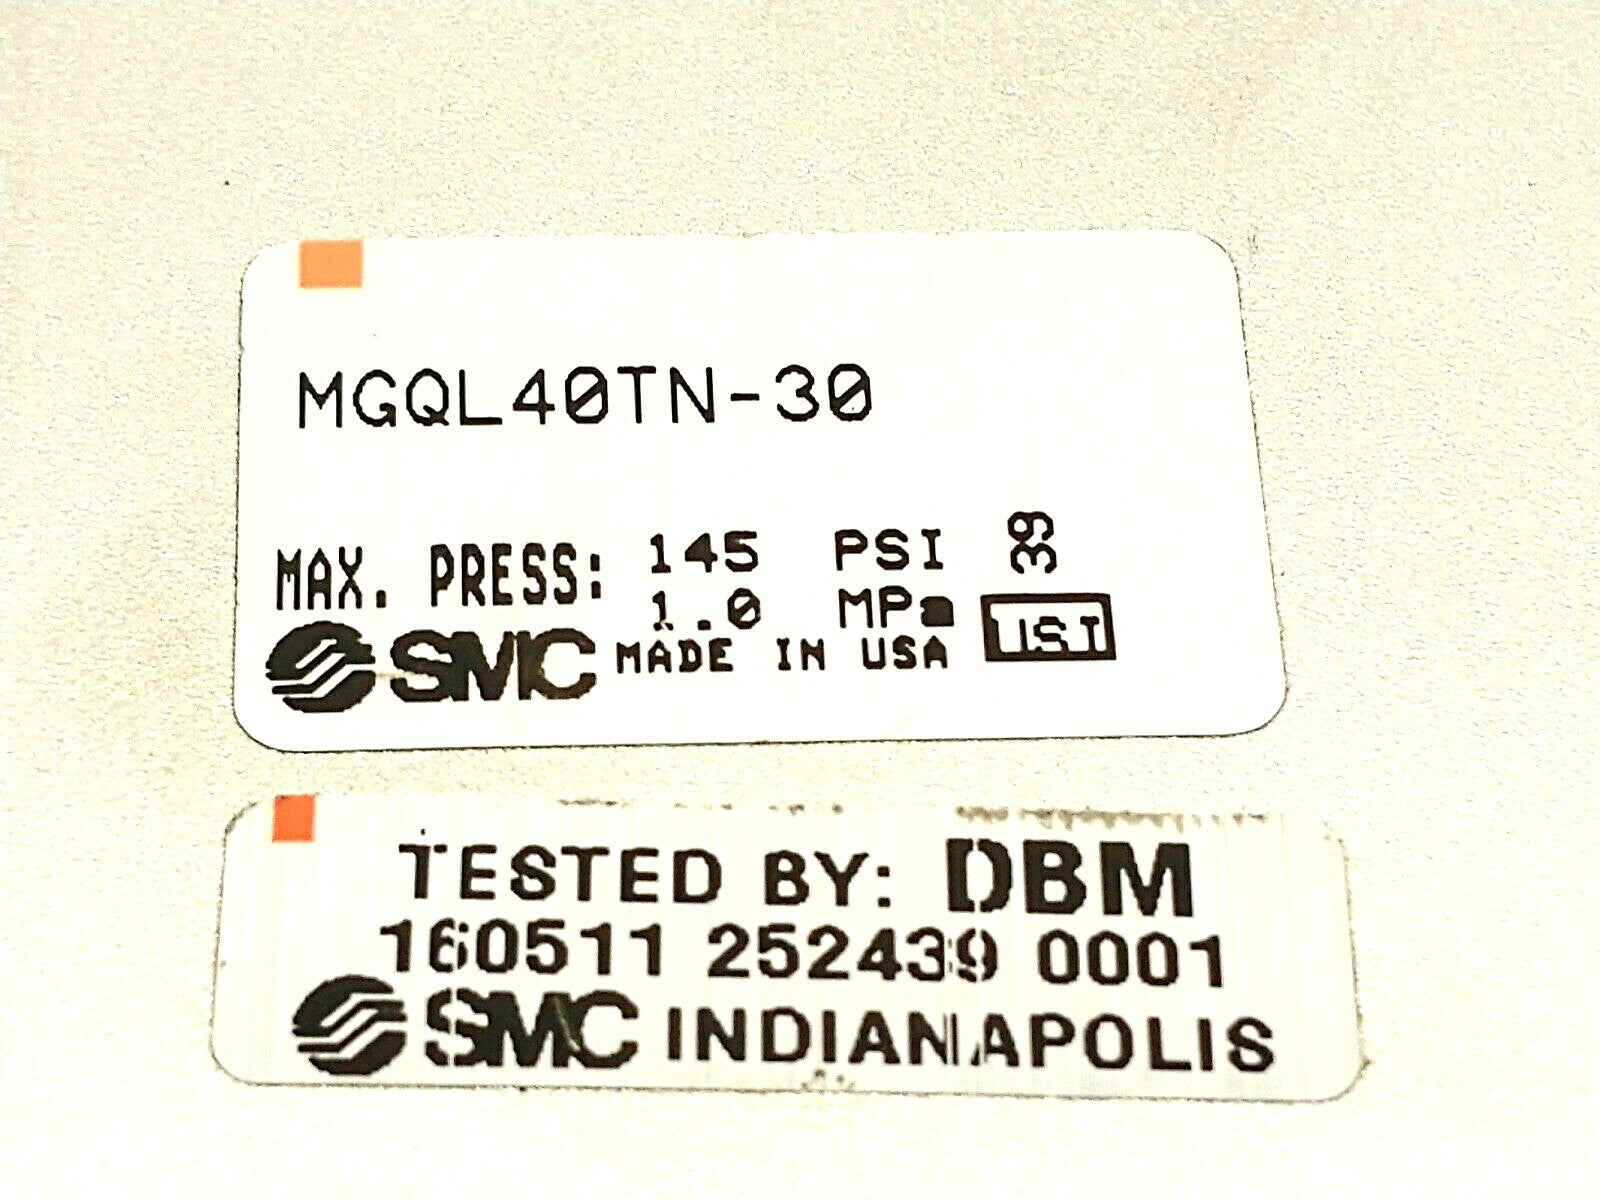 MGQL40TN-30
MAX. PRESS: 145 PSI
1.0 MPa
39
SMC MADE IN USA
TESTED BY: DBM
160511 252439 0001
SMC INDIANAPOLIS